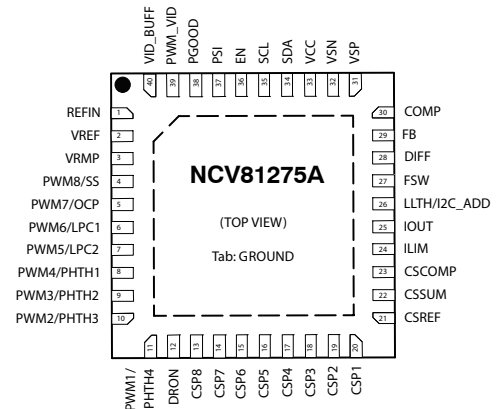 VID_BUFF
PWM_VID
PGOOD
PSI
EN
SCL
SDA
VCC
VSN
VSP
40
39
38
37
36
35
34
33
32
31
REFIN 1
VREF 2
VRMP 3
PWM8/SS 4
PWM7/OCP 5
PWM6/LPC1 6
PWM5/LPC2 7
PWM4/PHTH1 8
PWM3/PHTH2 9
PWM2/PHTH3 10
NCV81275A
(TOP VIEW)
Tab: GROUND
30 COMP
29 FB
28 DIFF
27 FSW
26 LLTH/I2C_ADD
25 IOUT
24 ILIM
23 CSCOMP
22 CSSUM
21 CSREF
11
12
13
14
15
16
17
18
19
20
PWM1/
PHTH4
DRON
CSP8
CSP7
CSP6
CSP5
CSP4
CSP3
CSP2
CSP1